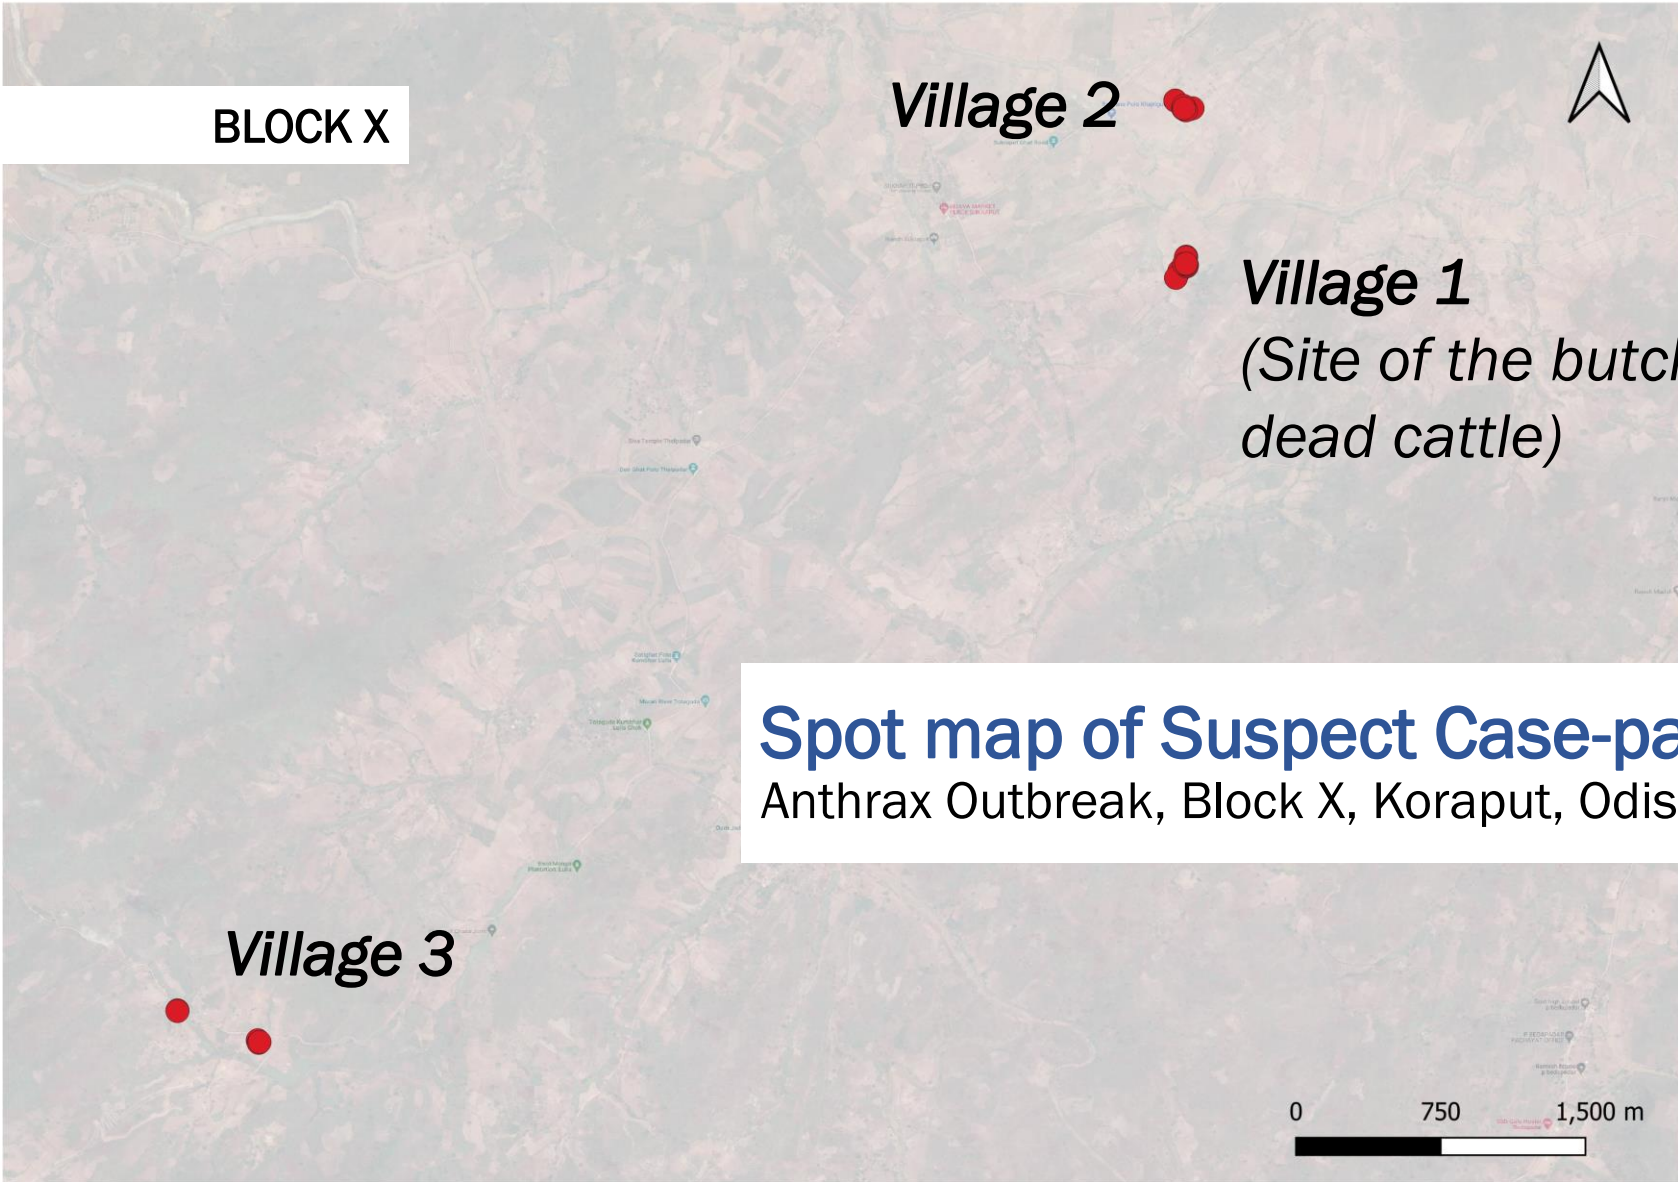 BLOCK X
Village 2
Village 1
(Site of the butc
dead cattle)
Spot map of Suspect Case-pa
Anthrax Outbreak, Block X, Koraput, Odis
Village 3
0 750 1,500 m